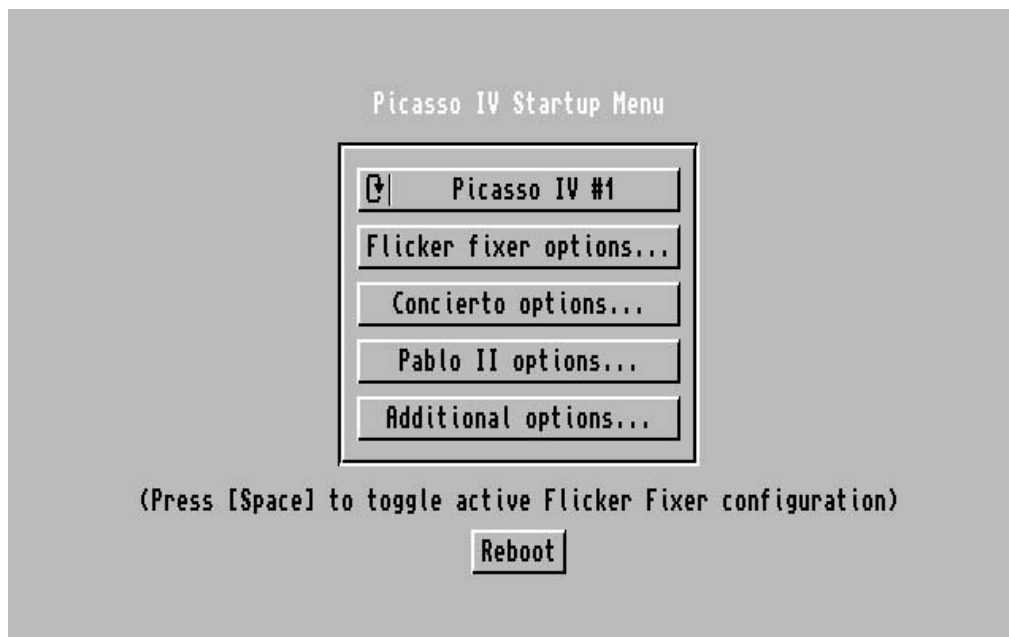 Picasso IV Startup Menu
Picasso IV #1
Flicker fixer options...
Concierto options...
Pablo II options...
Additional options...
(Press [Space] to toggle active Flicker Fixer configuration)
Reboot